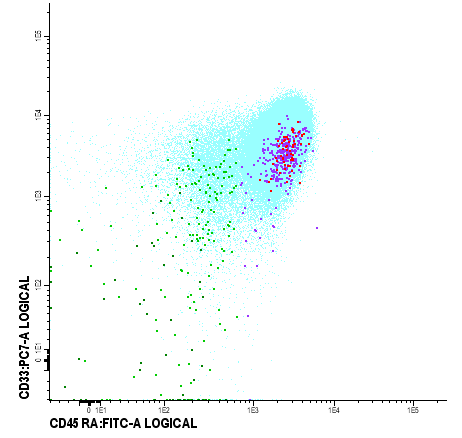 1E5
1E4
1E3
1E2
0 1E1
CD33:PC7-A LOGICAL
0 1E1
1E2
1E3
1E4
1E5
CD45 RA:FITC-A LOGICAL